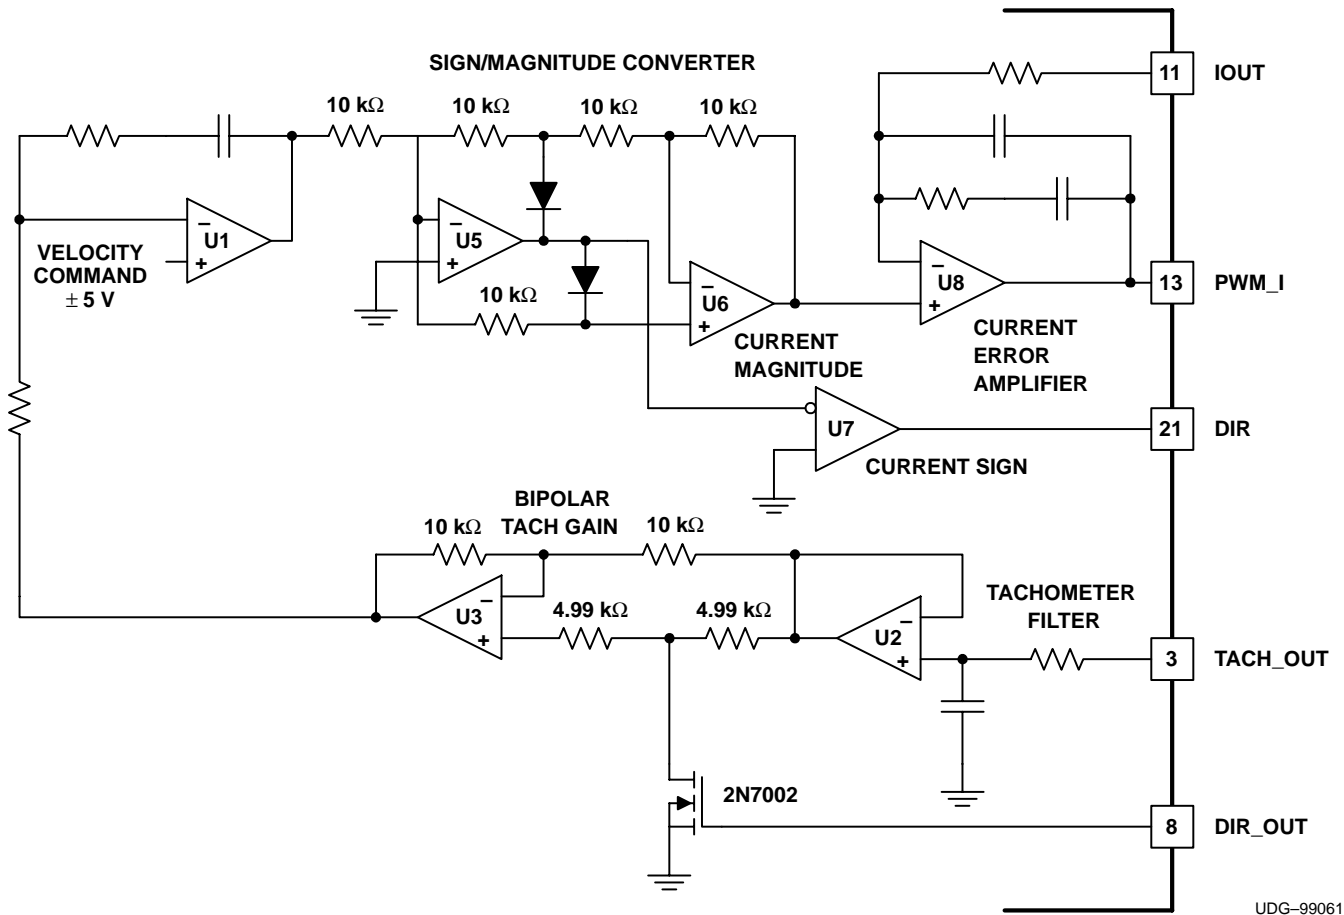 SIGN/MAGNITUDE CONVERTER
11
IOUT
10 kΩ
10 kΩ
10 kΩ
10 kΩ
−
U1
+
VELOCITY
COMMAND
± 5 V
−
U5
+
10 kΩ
−
U6
+
CURRENT
MAGNITUDE
−
U8
+
CURRENT
ERROR
AMPLIFIER
13
PWM_I
U7
CURRENT SIGN
21
DIR
BIPOLAR
TACH GAIN
10 kΩ
10 kΩ
−
U3
+
4.99 kΩ
4.99 kΩ
−
U2
+
TACHOMETER
FILTER
3
TACH_OUT
2N7002
8
DIR_OUT
UDG–99061